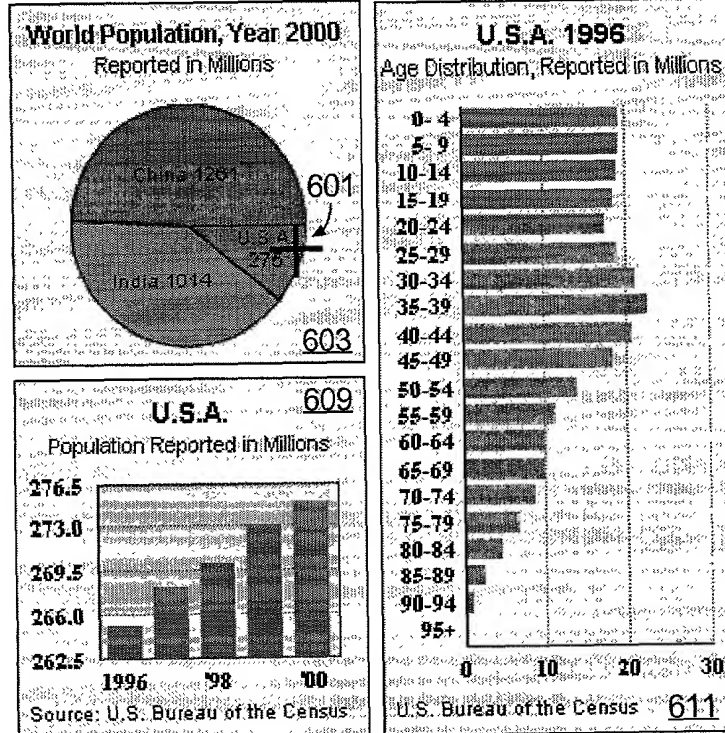 World Population, Year 2000
Reported in Millions
China 1261
601
U.S.A.
275
India 1014
603
U.S.A.
609
Population Reported in Millions
276.5
273.0
269.5
266.0
262.5
1996 '98 '00
Source: U.S. Bureau of the Census
U.S.A. 1996
Age Distribution, Reported in Millions
0- 4
5- 9
10-14
15-19
20-24
25-29
30-34
35-39
40-44
45-49
50-54
55-59
60-64
65-69
70-74
75-79
80-84
85-89
90-94
95+
0 10 20 30
U.S. Bureau of the Census 611